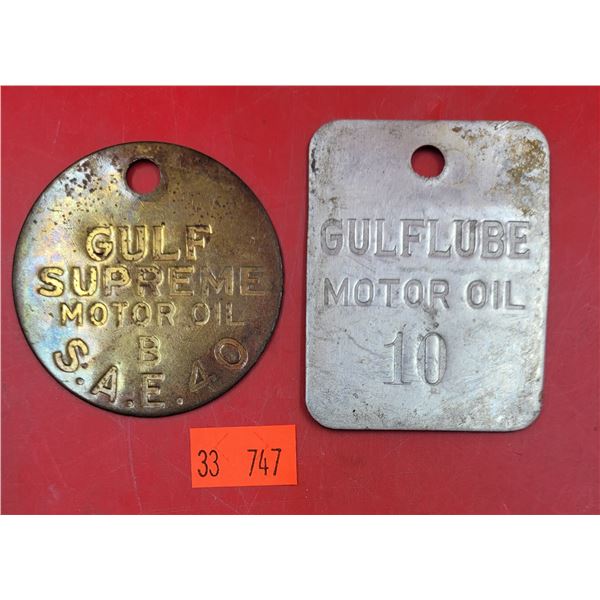 GULF
SUPREME
MOTOR OIL
B
S.A.E.40
GULFLUBE
MOTOR OIL
10
33 747